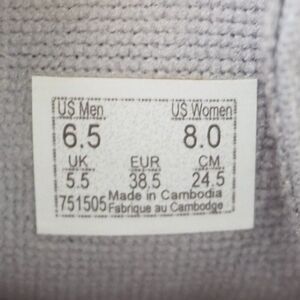 US Men US Women
6.5 8.0
UK EUR CM
5.5 38.5 24.5
751505 Made in Cambodia
Fabrique au Cambodge